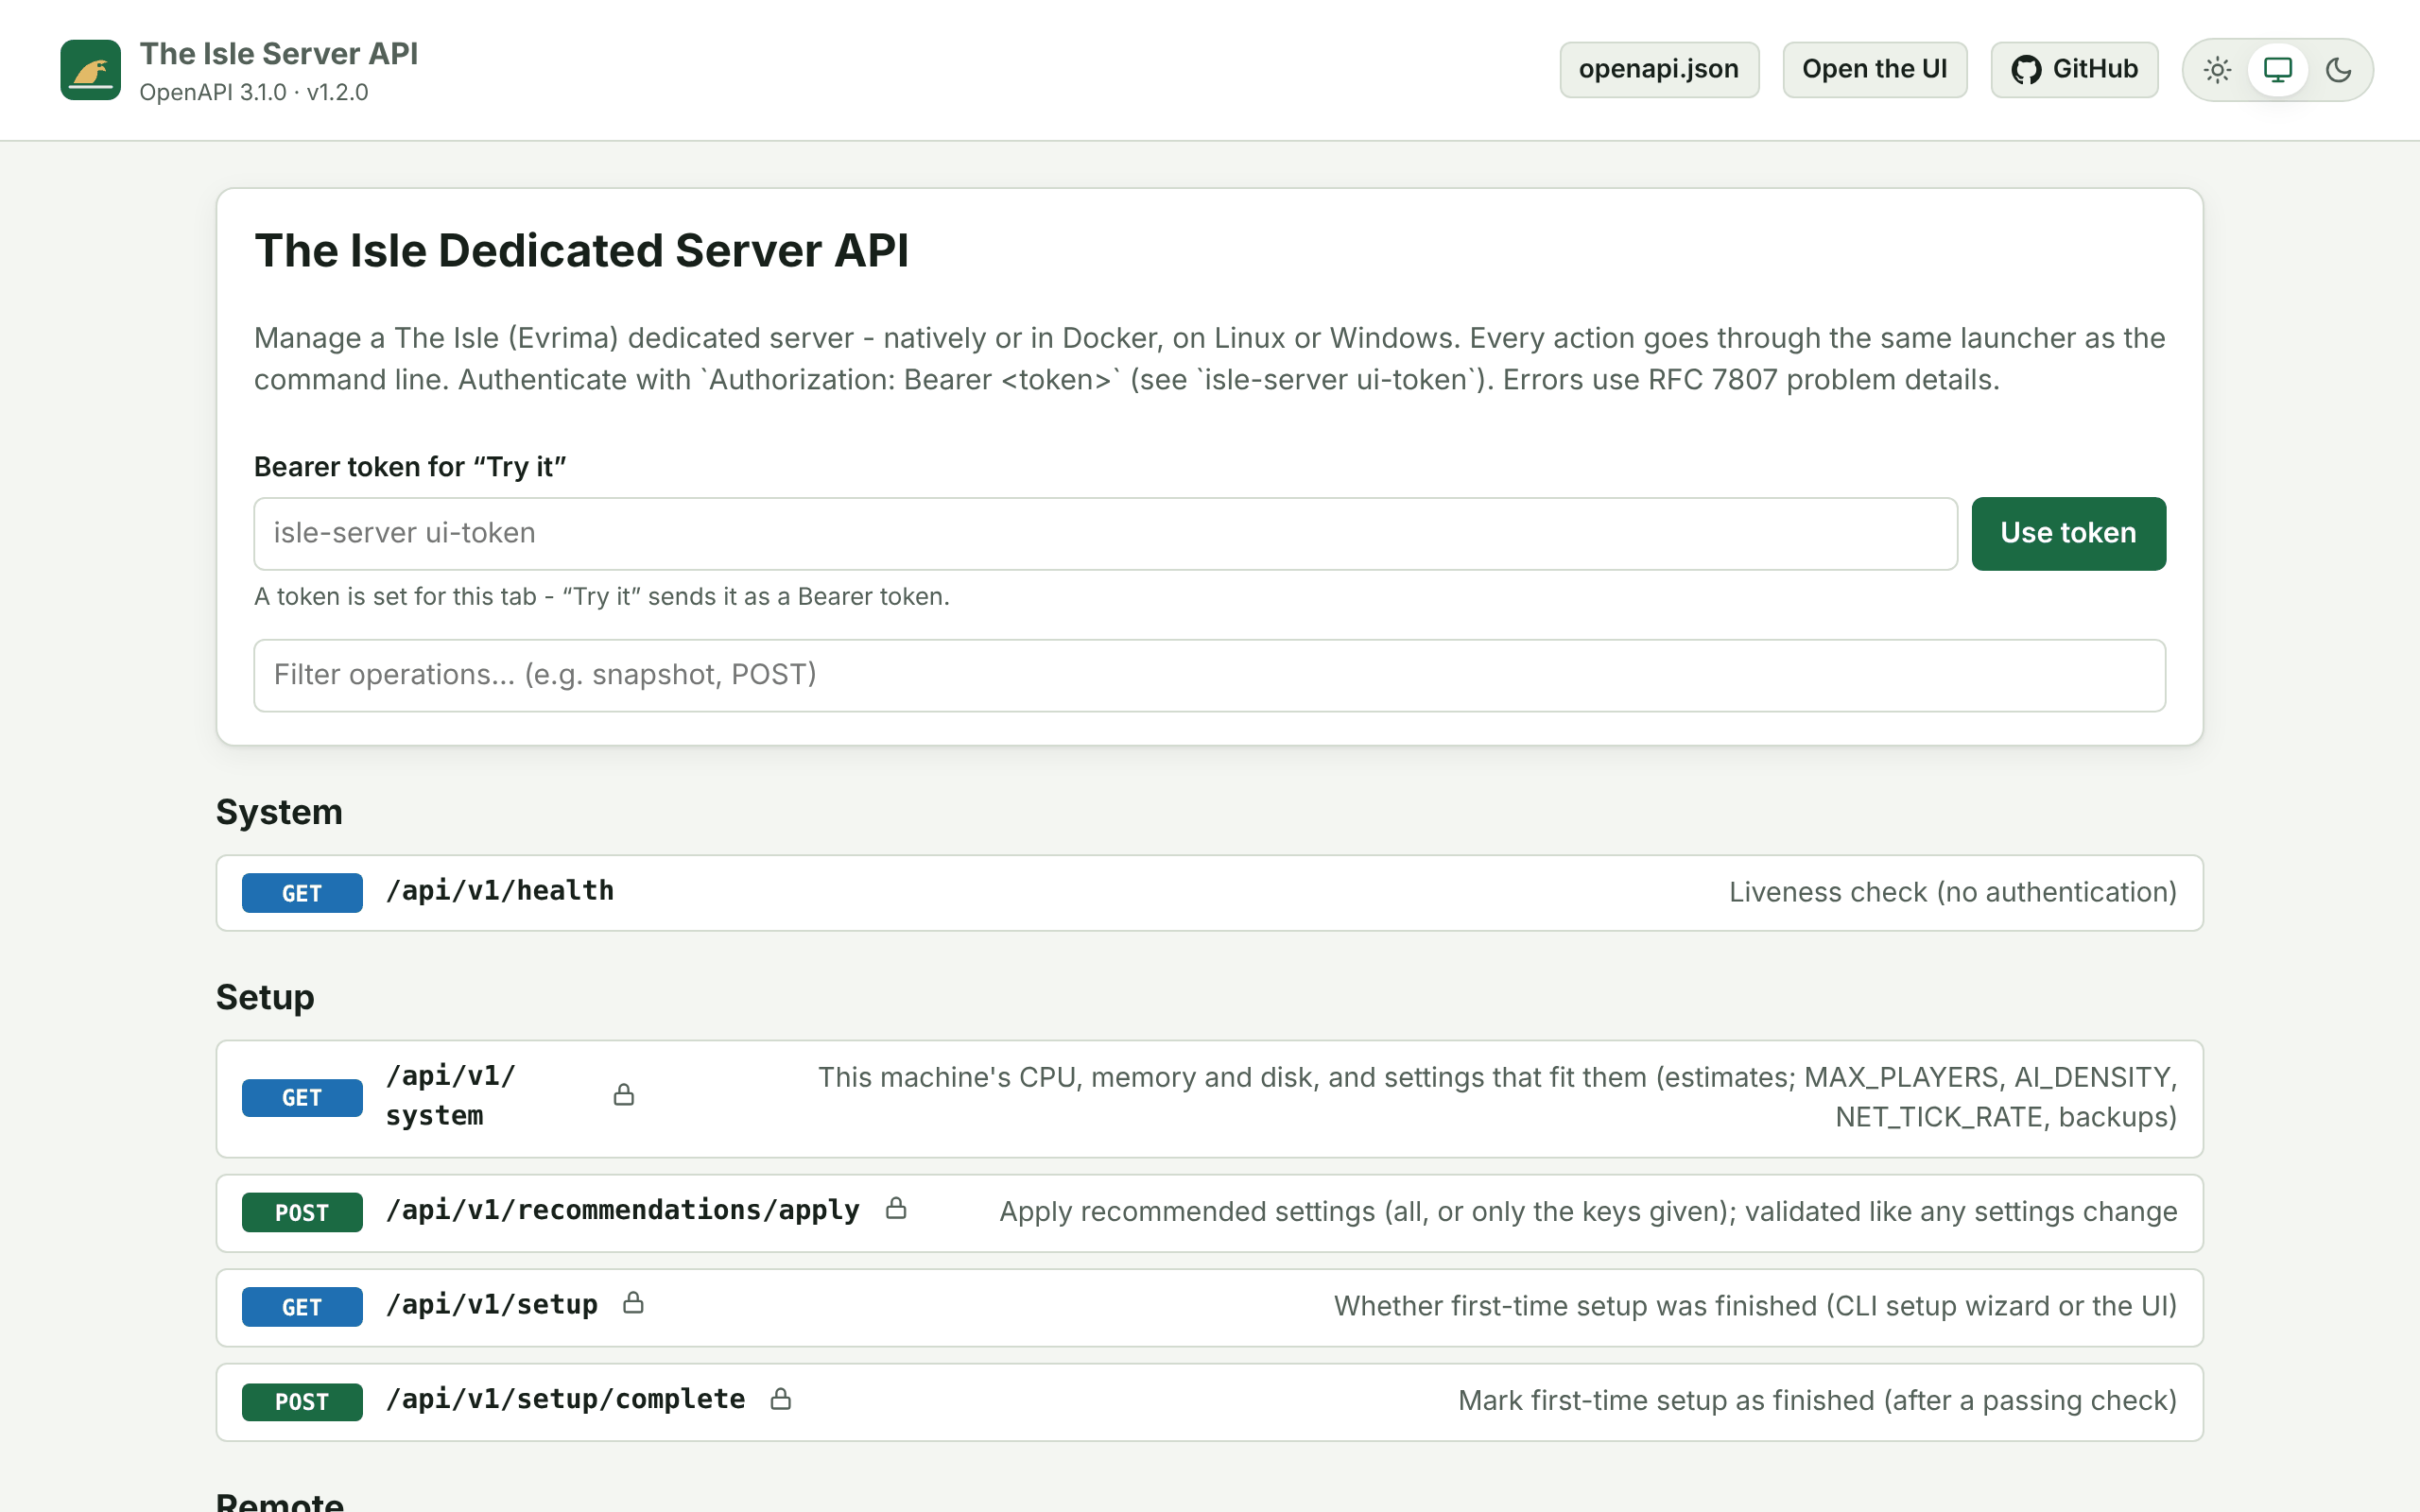 The Isle Server API
OpenAPI 3.1.0 · v1.2.0
openapi.json
Open the UI
GitHub
The Isle Dedicated Server API
Manage a The Isle (Evrima) dedicated server - natively or in Docker, on Linux or Windows. Every action goes through the same launcher as the
command line. Authenticate with `Authorization: Bearer <token>` (see `isle-server ui-token`). Errors use RFC 7807 problem details.
Bearer token for “Try it”
isle-server ui-token
Use token
A token is set for this tab - “Try it” sends it as a Bearer token.
Filter operations... (e.g. snapshot, POST)
System
GET /api/v1/health Liveness check (no authentication)
Setup
GET /api/v1/
system
This machine's CPU, memory and disk, and settings that fit them (estimates; MAX_PLAYERS, AI_DENSITY,
NET_TICK_RATE, backups)
POST /api/v1/recommendations/apply Apply recommended settings (all, or only the keys given); validated like any settings change
GET /api/v1/setup Whether first-time setup was finished (CLI setup wizard or the UI)
POST /api/v1/setup/complete Mark first-time setup as finished (after a passing check)
Remote